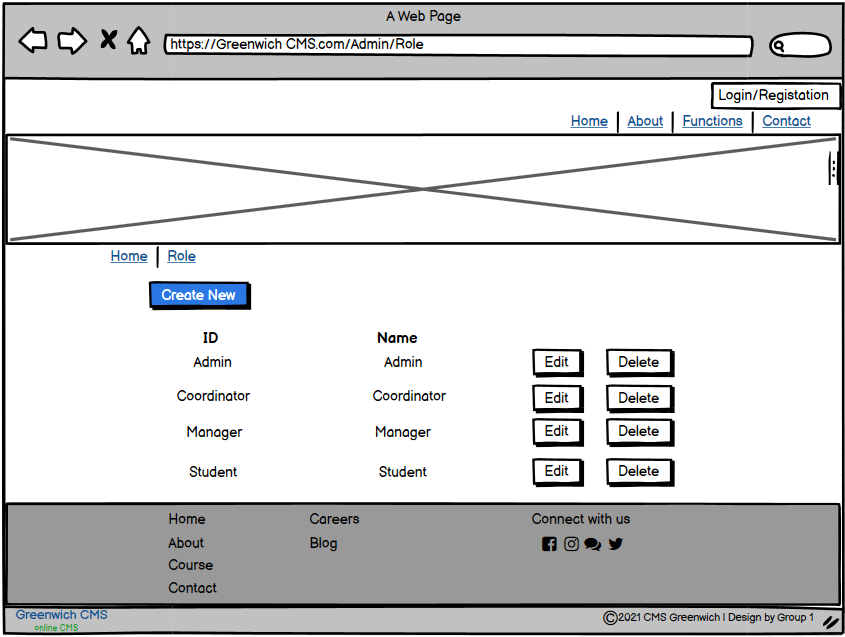 A Web Page
https://Greenwich CMS.com/Admin/Role
Login/Registation
Home About Functions Contact
Home Role
Create New
ID Name
Admin Admin Edit Delete
Coordinator Coordinator Edit Delete
Manager Manager Edit Delete
Student Student Edit Delete
Home Careers Connect with us
About Blog
Course
Contact
Greenwich CMS
online CMS
©2021 CMS Greenwich | Design by Group 1